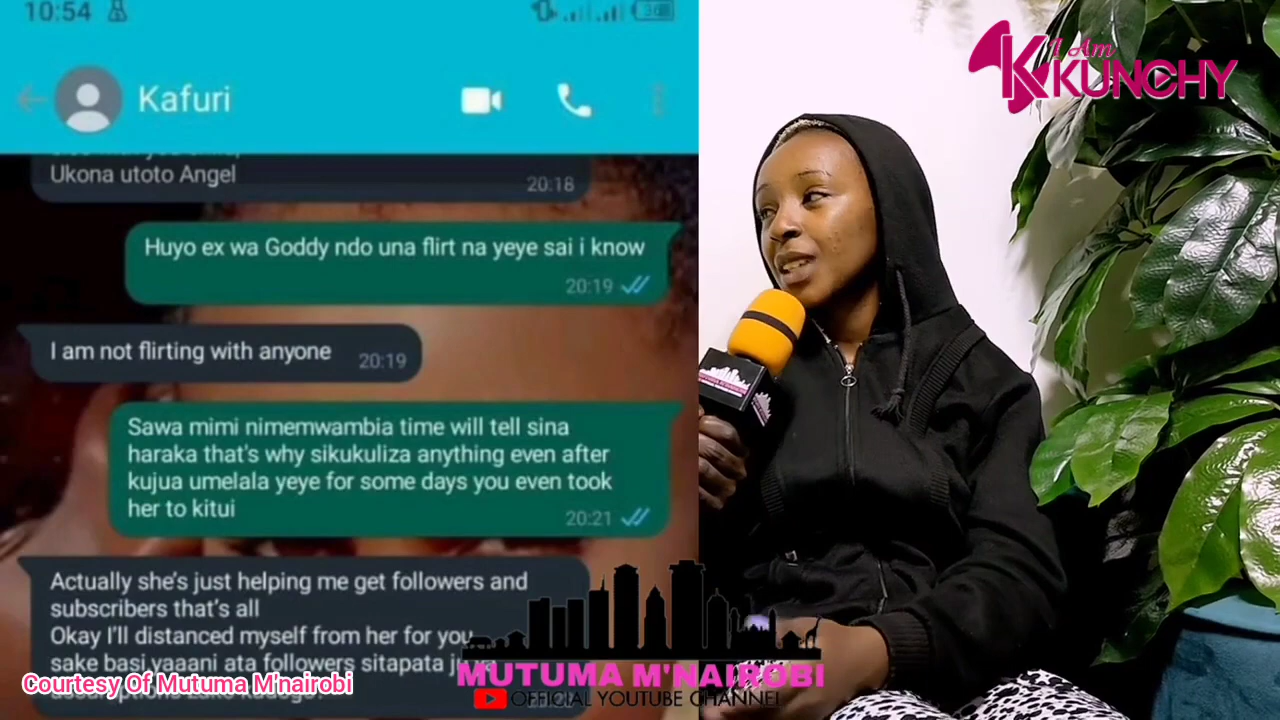 10:54
Kafuri
Ukona utoto Angel
20:18
Huyo ex wa Goddy ndo una flirt na yeye sai i know
20:19
I am not flirting with anyone
20:19
Sawa mimi nimemwambia time will tell sina
haraka that's why sikukuliza anything even after
kujua umelala yeye for some days you even took
her to kitui
20:21
Actually she's just helping me get followers and
subscribers that's all
Okay I'll distanced myself from her for you
sake basi yaaani ata followers sitapata
Courtesy Of Mutuma M'nairobi
MUTUMA M'NAIROBI
OFFICIAL YOUTUBE CHANNEL
K I Am
KUNCHY